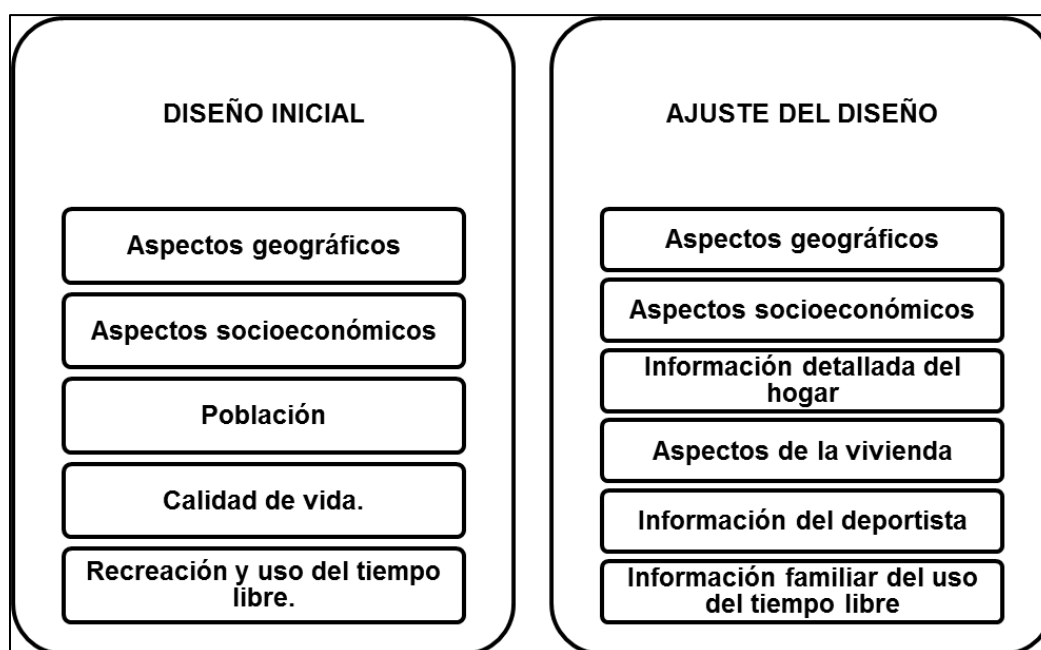 DISEÑO INICIAL
Aspectos geográficos
Aspectos socioeconómicos
Población
Calidad de vida.
Recreación y uso del tiempo
libre.
AJUSTE DEL DISEÑO
Aspectos geográficos
Aspectos socioeconómicos
Información detallada del
hogar
Aspectos de la vivienda
Información del deportista
Información familiar del uso
del tiempo libre